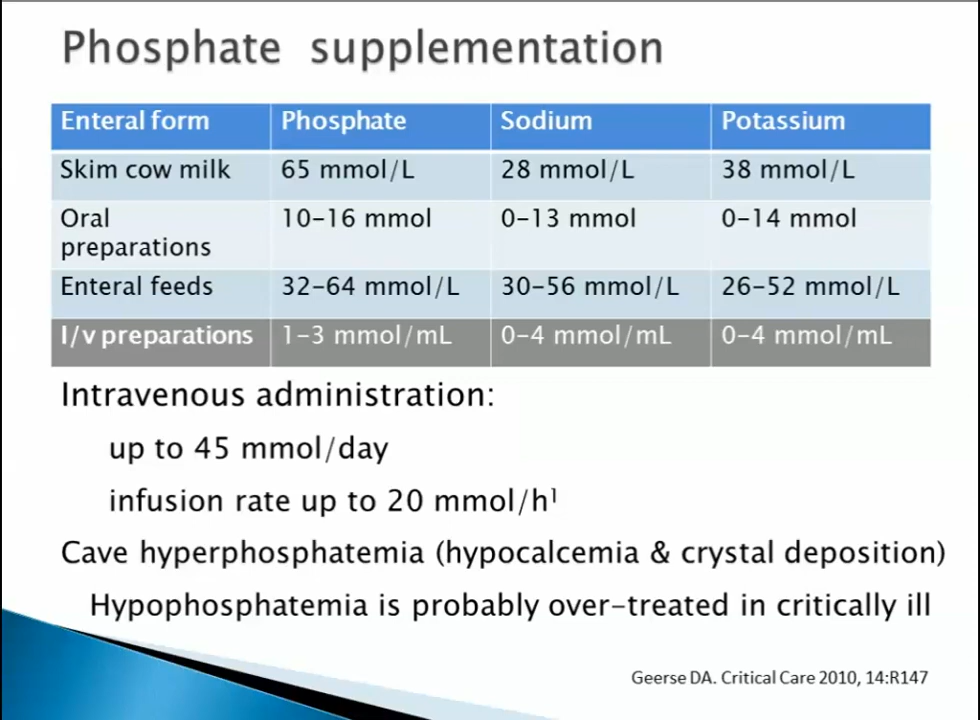 Phosphate supplementation
Enteral form Phosphate Sodium Potassium
Skim cow milk 65 mmol/L 28 mmol/L 38 mmol/L
Oral preparations 10-16 mmol 0-13 mmol 0-14 mmol
Enteral feeds 32-64 mmol/L 30-56 mmol/L 26-52 mmol/L
I/v preparations 1-3 mmol/mL 0-4 mmol/mL 0-4 mmol/mL
Intravenous administration:
up to 45 mmol/day
infusion rate up to 20 mmol/h¹
Cave hyperphosphatemia (hypocalcemia & crystal deposition)
Hypophosphatemia is probably over-treated in critically ill
Geerse DA. Critical Care 2010, 14:R147